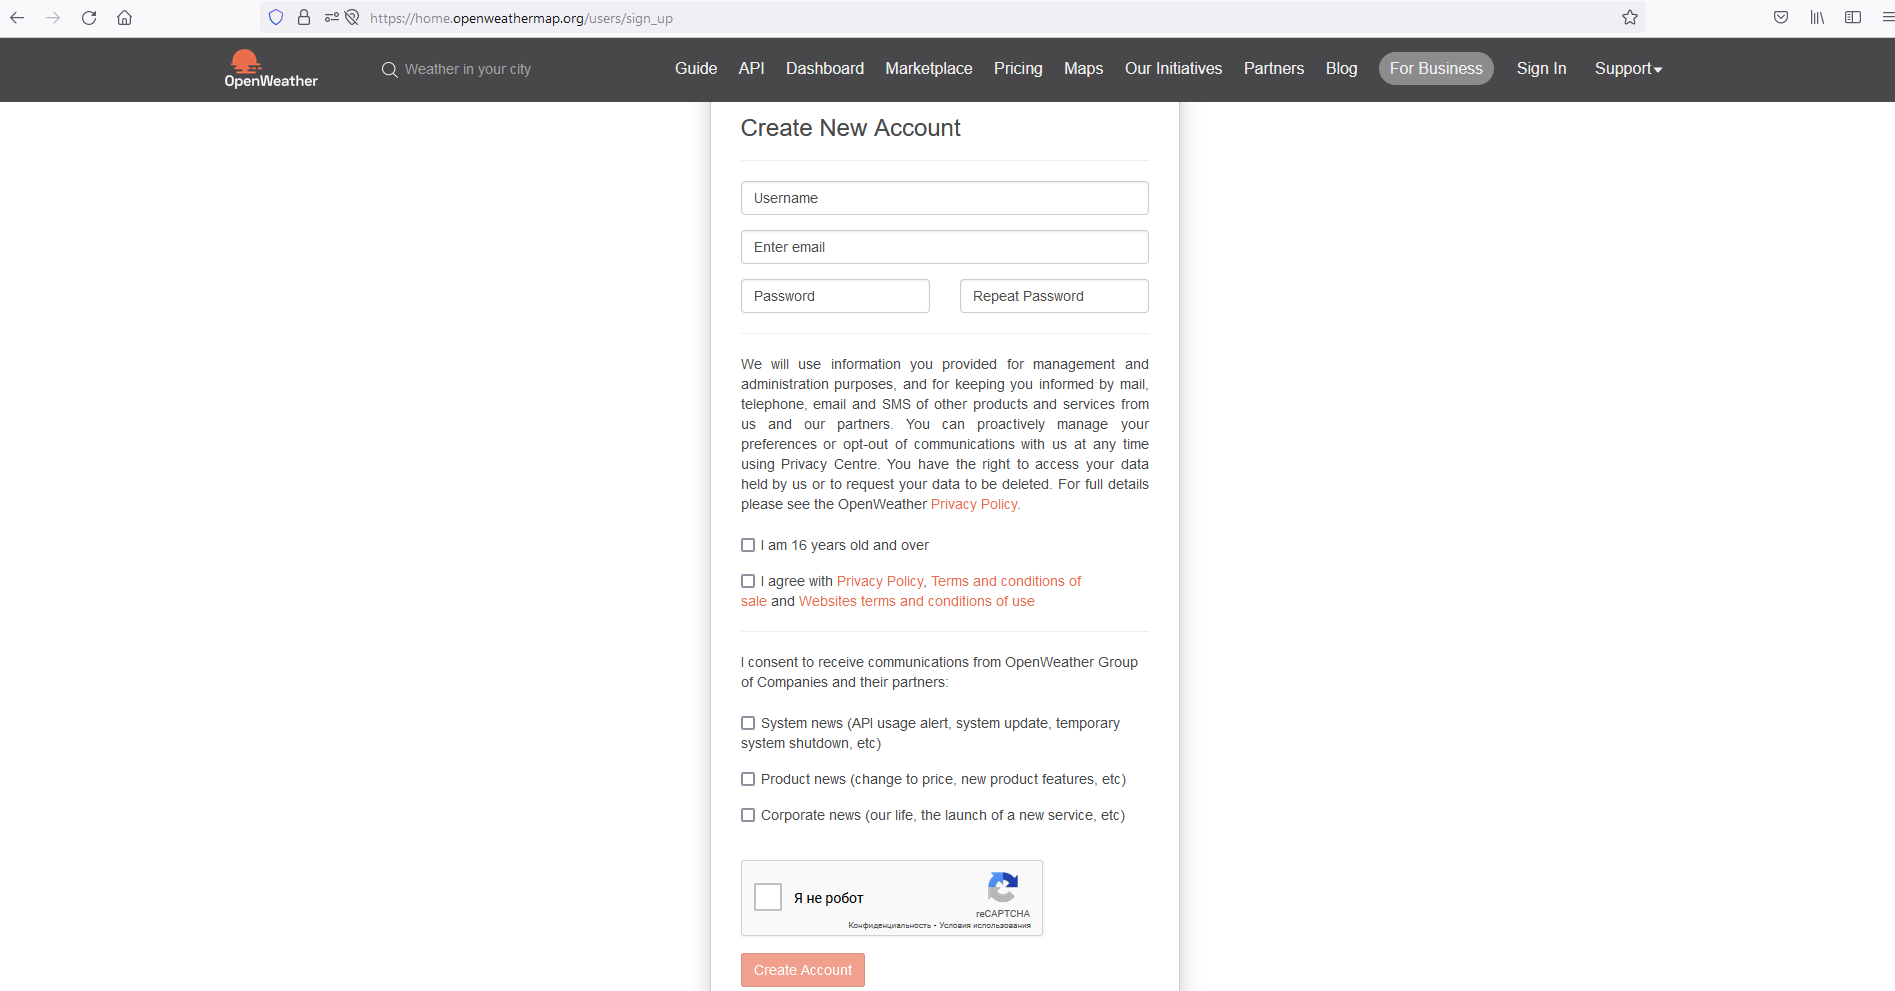 https://home.openweathermap.org/users/sign_up
OpenWeather
Weather in your city
Guide
API
Dashboard
Marketplace
Pricing
Maps
Our Initiatives
Partners
Blog
For Business
Sign In
Support
Create New Account
Username
Enter email
Password
Repeat Password
We will use information you provided for management and
administration purposes, and for keeping you informed by mail,
telephone, email and SMS of other products and services from
us and our partners. You can proactively manage your
preferences or opt-out of communications with us at any time
using Privacy Centre. You have the right to access your data
held by us or to request your data to be deleted. For full details
please see the OpenWeather Privacy Policy.
I am 16 years old and over
I agree with Privacy Policy, Terms and conditions of
sale and Websites terms and conditions of use
I consent to receive communications from OpenWeather Group
of Companies and their partners:
System news (API usage alert, system update, temporary
system shutdown, etc)
Product news (change to price, new product features, etc)
Corporate news (our life, the launch of a new service, etc)
Я не робот
reCAPTCHA
Конфиденциальность - Условия использования
Create Account